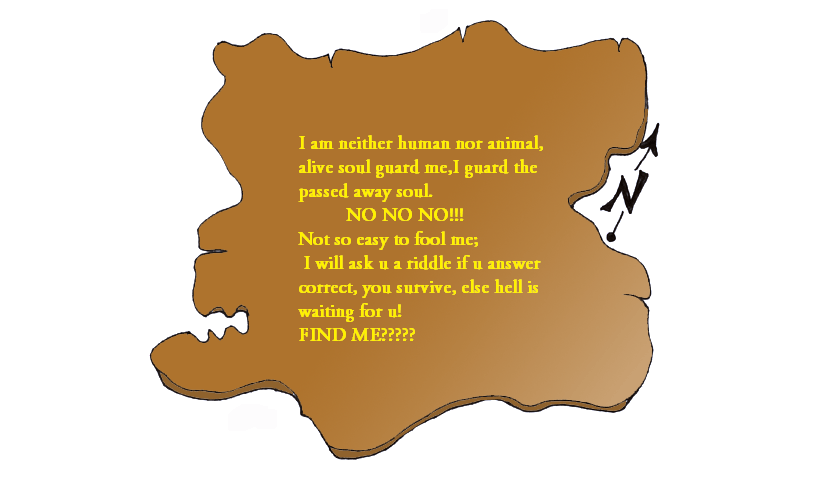 I am neither human nor animal,
alive soul guard me,I guard the
passed away soul.
NO NO NO!!!
Not so easy to fool me;
I will ask u a riddle if u answer
correct, you survive, else hell is
waiting for u!
FIND ME?????
N